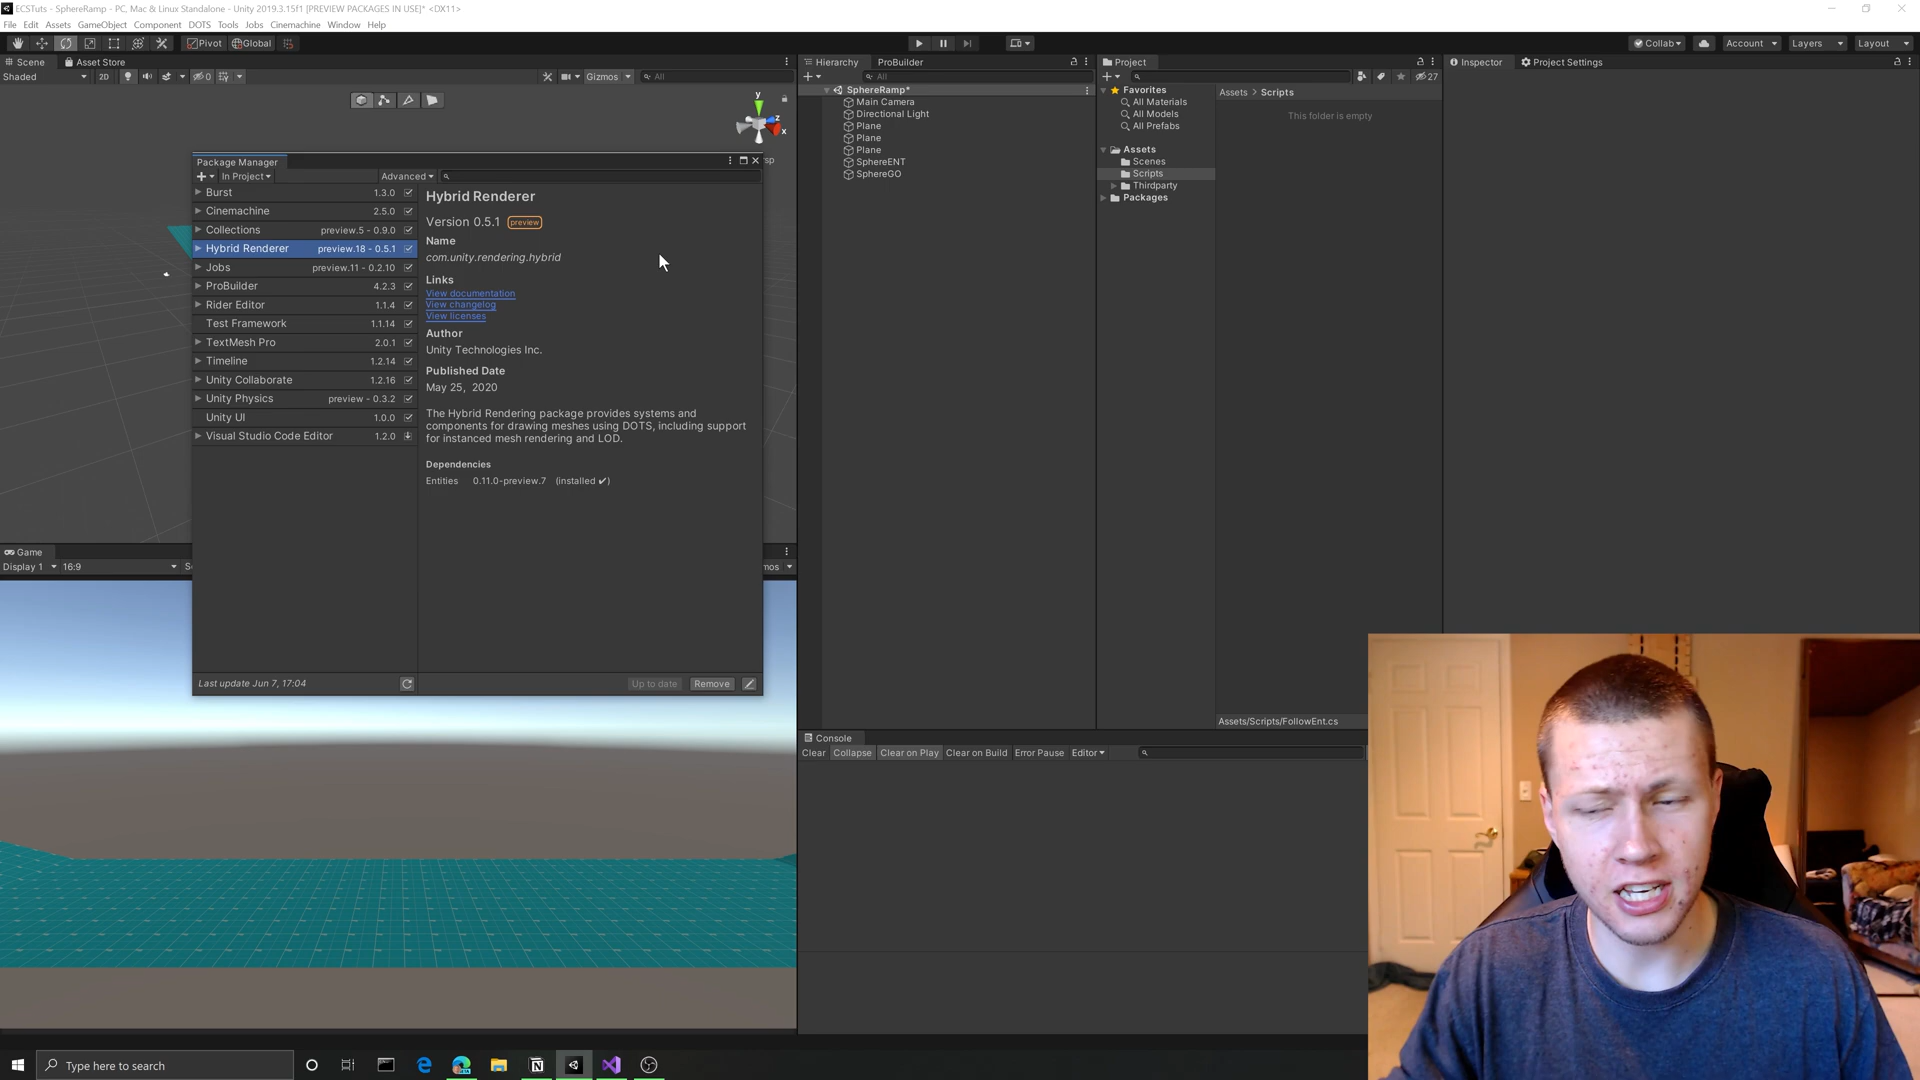 ECSTuts - SphereRamp - PC, Mac & Linux Standalone - Unity 2019.3.15f1 [PREVIEW PACKAGES IN USE]* <DX11>
File Edit Assets GameObject Component DOTS Tools Jobs Cinemachine Window Help
Pivot Global
Collab Account Layers Layout
Scene Asset Store
Shaded 2D 0 Gizmos All
y
z
x
Hierarchy ProBuilder
All
SphereRamp*
Main Camera
Directional Light
Plane
Plane
Plane
SphereENT
SphereGO
Project
27
Favorites
All Materials
All Models
All Prefabs
Assets
Scenes
Scripts
Thirdparty
Packages
Assets > Scripts
This folder is empty
Assets/Scripts/FollowEnt.cs
Inspector Project Settings
Package Manager
In Project Advanced
Burst 1.3.0
Cinemachine 2.5.0
Collections preview.5 - 0.9.0
Hybrid Renderer preview.18 - 0.5.1
Jobs preview.11 - 0.2.10
ProBuilder 4.2.3
Rider Editor 1.1.4
Test Framework 1.1.14
TextMesh Pro 2.0.1
Timeline 1.2.14
Unity Collaborate 1.2.16
Unity Physics preview - 0.3.2
Unity UI 1.0.0
Visual Studio Code Editor 1.2.0
Last update Jun 7, 17:04
Hybrid Renderer
Version 0.5.1 preview
Name
com.unity.rendering.hybrid
Links
View documentation
View changelog
View licenses
Author
Unity Technologies Inc.
Published Date
May 25, 2020
The Hybrid Rendering package provides systems and
components for drawing meshes using DOTS, including support
for instanced mesh rendering and LOD.
Dependencies
Entities 0.11.0-preview.7 (installed ✔)
Up to date Remove
Game
Display 1 16:9
Console
Clear Collapse Clear on Play Clear on Build Error Pause Editor
Type here to search